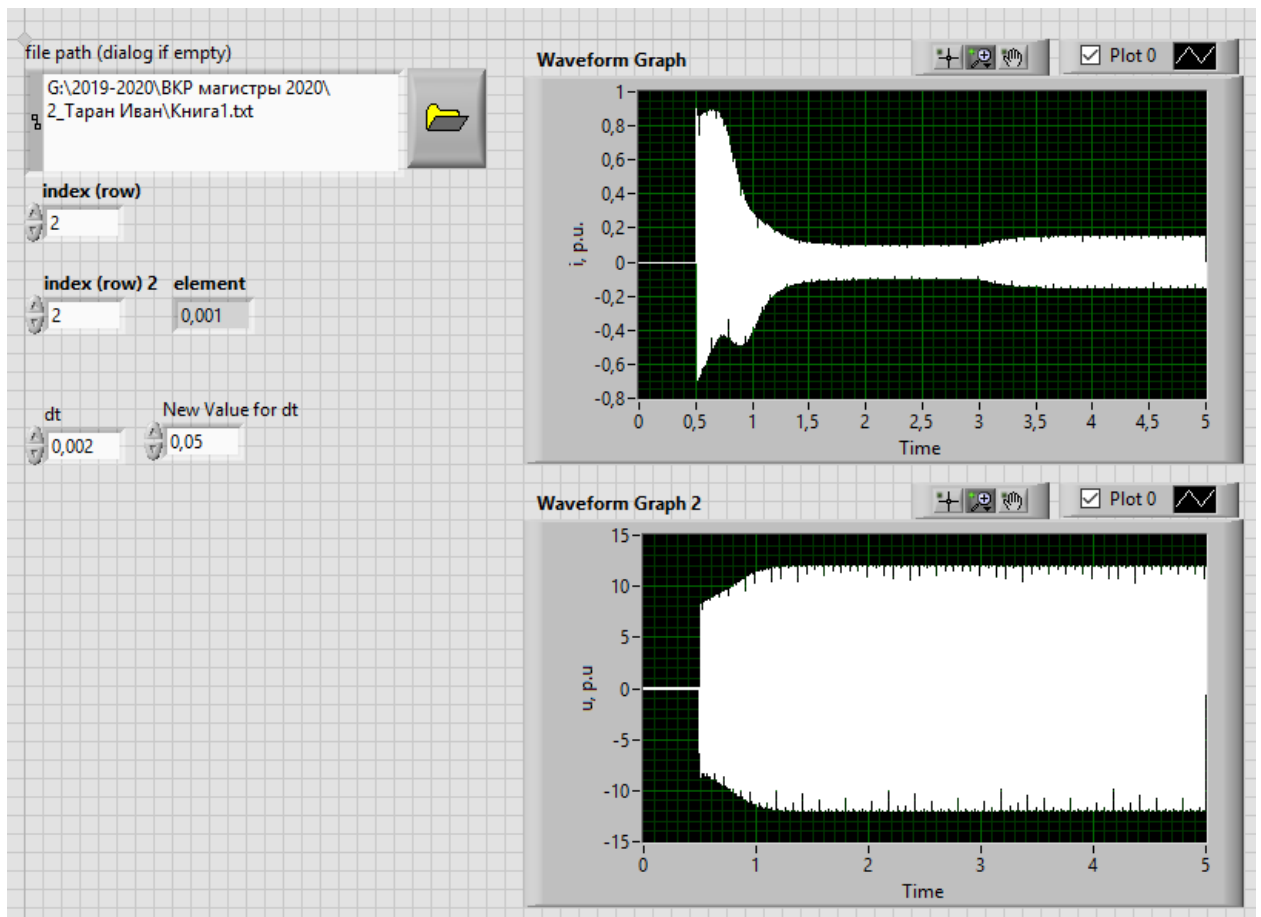 file path (dialog if empty)
G:\2019-2020\ВКР магистры 2020\
2_Таран Иван\Книга1.txt
index (row)
2
index (row) 2 element
2 0,001
dt New Value for dt
0,002 0,05
Waveform Graph Plot 0
1
0,8
0,6
0,4
0,2
0
-0,2
-0,4
-0,6
-0,8
i, p.u.
0 0,5 1 1,5 2 2,5 3 3,5 4 4,5 5
Time
Waveform Graph 2 Plot 0
15
10
5
0
-5
-10
-15
u, p.u
0 1 2 3 4 5
Time